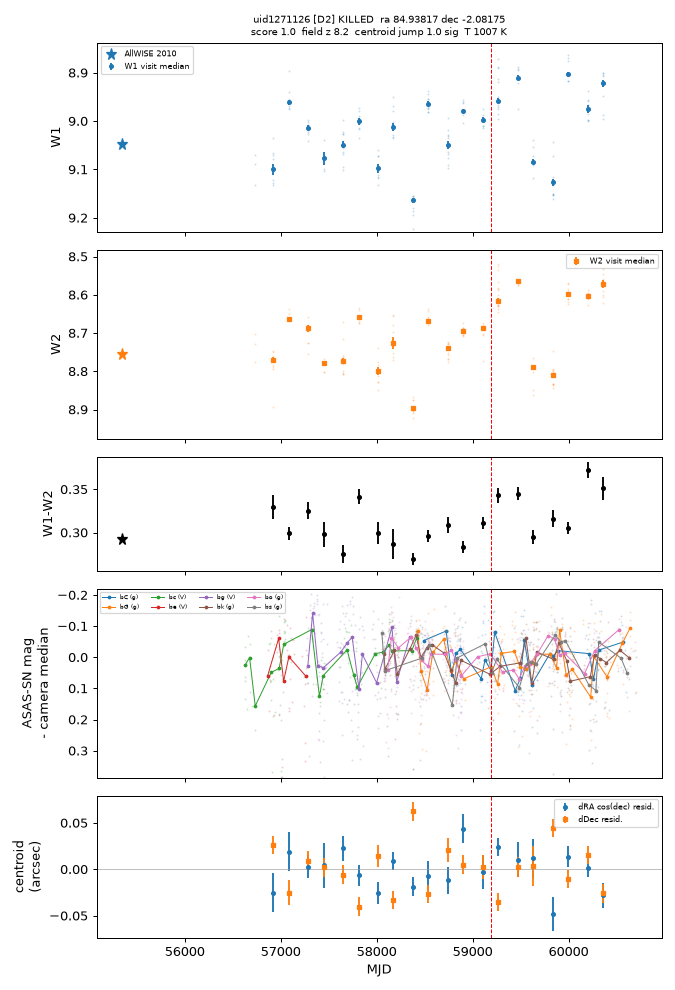 uid1271126 [D2] KILLED ra 84.93817 dec -2.08175
score 1.0 field z 8.2 centroid jump 1.0 sig T 1007 K
AllWISE 2010
W1 visit median
8.9
9.0
9.1
9.2
W1
W2 visit median
8.5
8.6
8.7
8.8
8.9
W2
0.35
0.30
W1-W2
bC (g)
bG (g)
bc (V)
be (V)
bg (V)
bk (g)
bo (g)
bs (g)
−0.2
−0.1
0.0
0.1
0.2
0.3
ASAS-SN mag
- camera median
dRA cos(dec) resid.
dDec resid.
0.05
0.00
−0.05
centroid
(arcsec)
56000
57000
58000
59000
60000
MJD